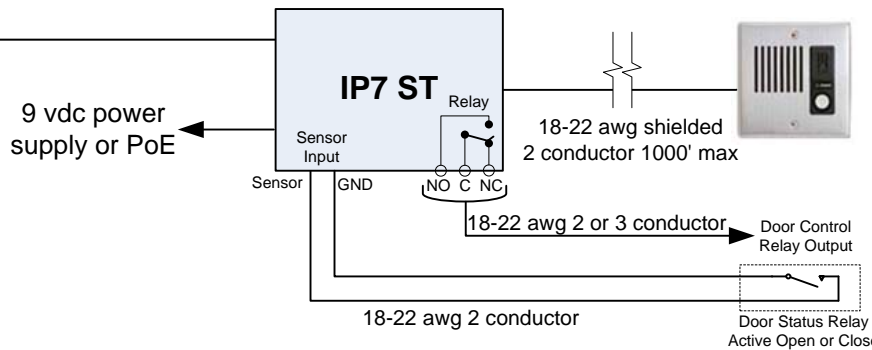 IP7 ST
Relay
9 vdc power
supply or PoE
Sensor
Input
18-22 awg shielded
2 conductor 1000' max
Sensor
GND
NO C NC
18-22 awg 2 or 3 conductor
Door Control
Relay Output
18-22 awg 2 conductor
Door Status Relay
Active Open or Close